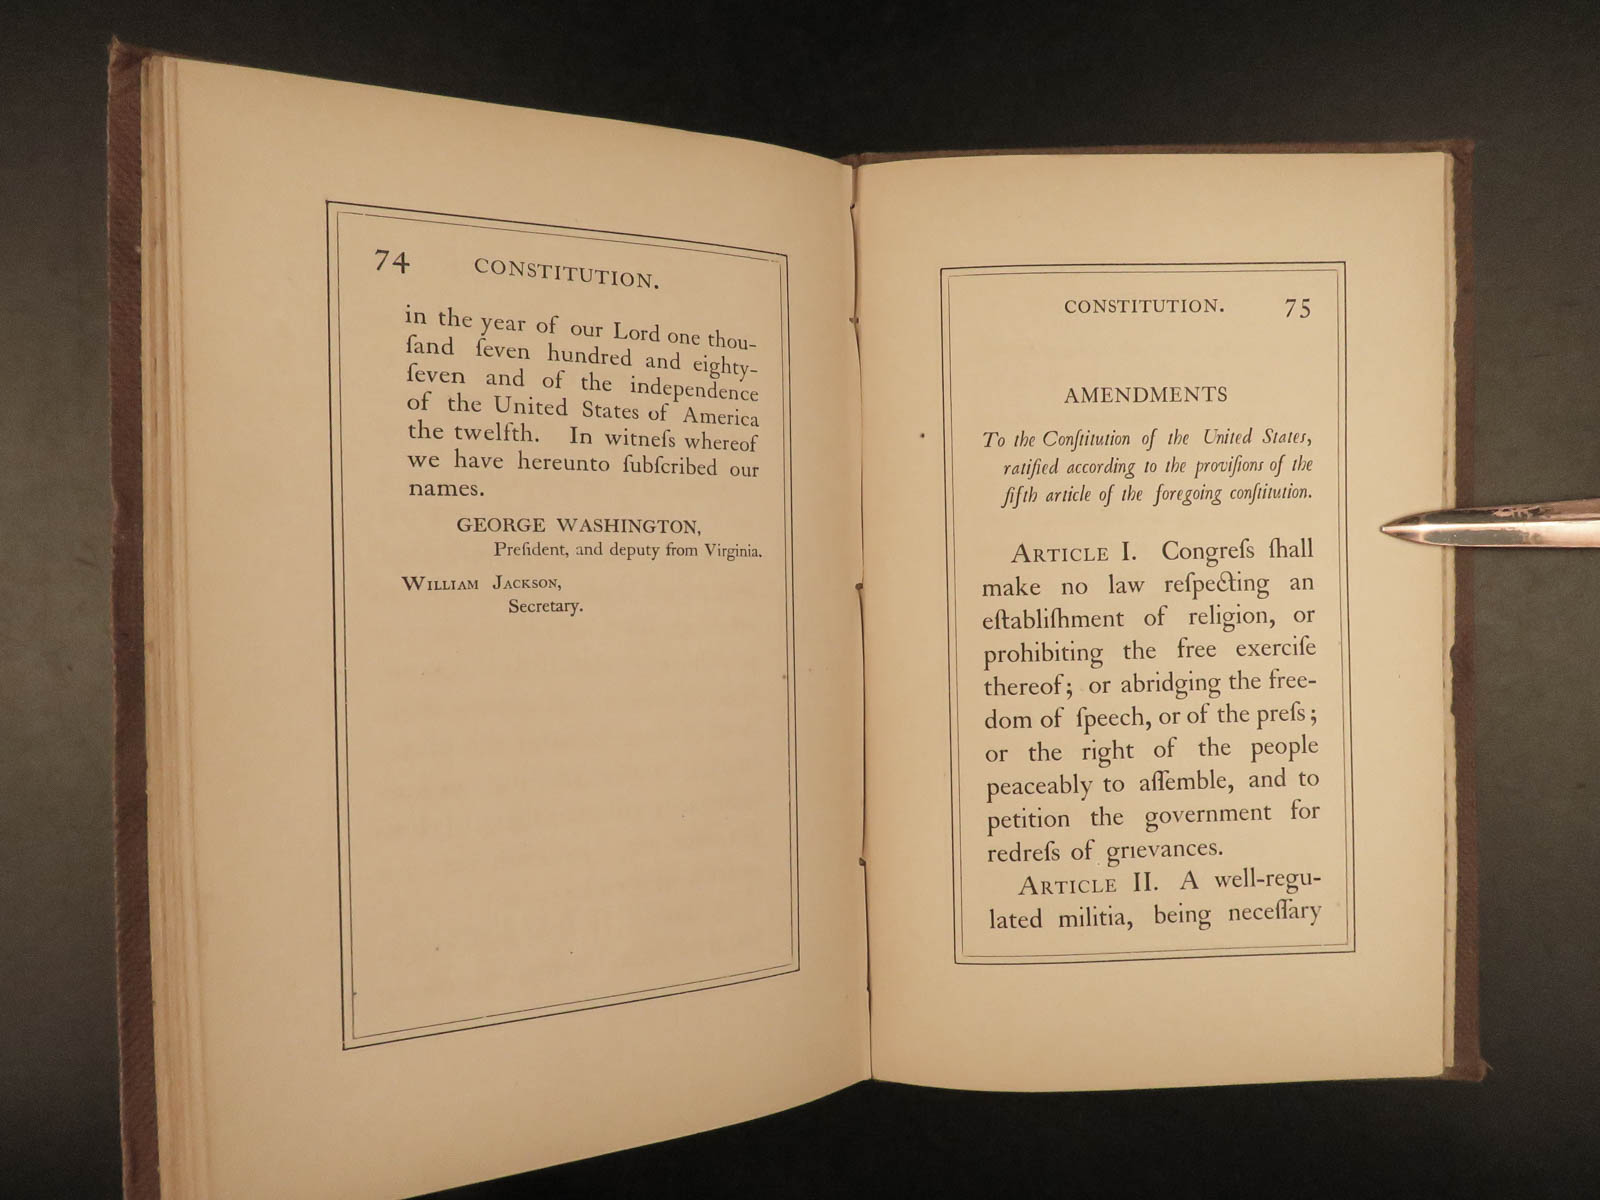 74 CONSTITUTION.
in the year of our Lord one thou-
ſand ſeven hundred and eighty-
ſeven and of the independence
of the United States of America
the twelfth. In witneſs whereof
we have hereunto ſubſcribed our
names.
GEORGE WASHINGTON,
Preſident, and deputy from Virginia.
WILLIAM JACKSON,
Secretary.
CONSTITUTION. 75
AMENDMENTS
To the Conſtitution of the United States,
ratified according to the proviſions of the
fifth article of the foregoing conſtitution.
ARTICLE I. Congreſs ſhall
make no law reſpecting an
eſtabliſhment of religion, or
prohibiting the free exerciſe
thereof; or abridging the free-
dom of ſpeech, or of the preſs;
or the right of the people
peaceably to aſſemble, and to
petition the government for
redreſs of grievances.
ARTICLE II. A well-regu-
lated militia, being neceſſary